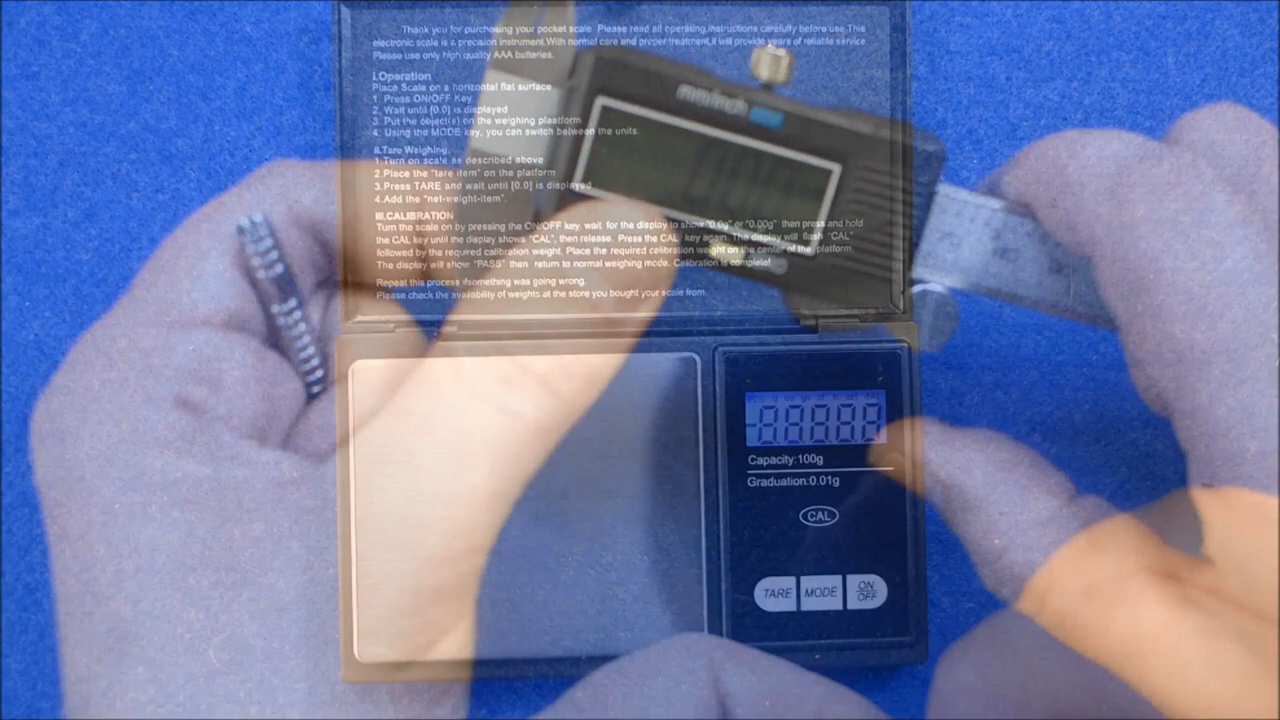 Thank you for purchasing your pocket scale. Please read all operating instructions carefully before use This
electronic scale is a precision instrument.With normal care and proper treatment,it will provide years of reliable service
Please use only high quality AAA batteries.
I.Operation
Place Scale on a horizontal flat surface
1. Press ON/OFF Key
2. Wait until [0.0] is displayed
3. Put the object(s) on the weighing plaatform
4. Using the MODE key, you can switch between the units:
II.Tare Weighing.
1.Turn on scale as described above
2.Place the "tare item" on the platform
3.Press TARE and wait until [0.0] is displayed
4.Add the "net-weight-item".
III.CALIBRATION
Turn the scale on by pressing the ON/OFF key. wait for the display to show "0.0g" or "0.00g" then press and hold
the CAL key until the display shows "CAL", then release. Press the CAL key again. The display will flash "CAL"
followed by the required calibration weight. Place the required calibration weight on the center of the platform.
The display will show "PASS" then return to normal weighing mode. Calibration is complete!
Repeat this process if something was going wrong.
Please check the availability of weights at the store you bought your scale from.
-88888
Capacity:100g
Graduation:0.01g
CAL
TARE MODE ON/OFF